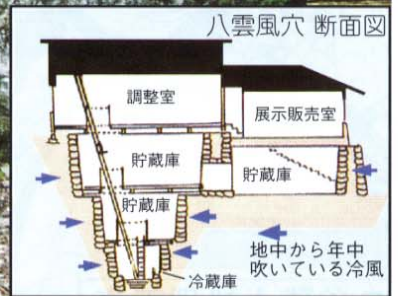 八雲風穴 断面図
調整室
展示販売室
貯蔵庫
貯蔵庫
貯蔵庫
地中から年中
吹いている冷風
冷蔵庫